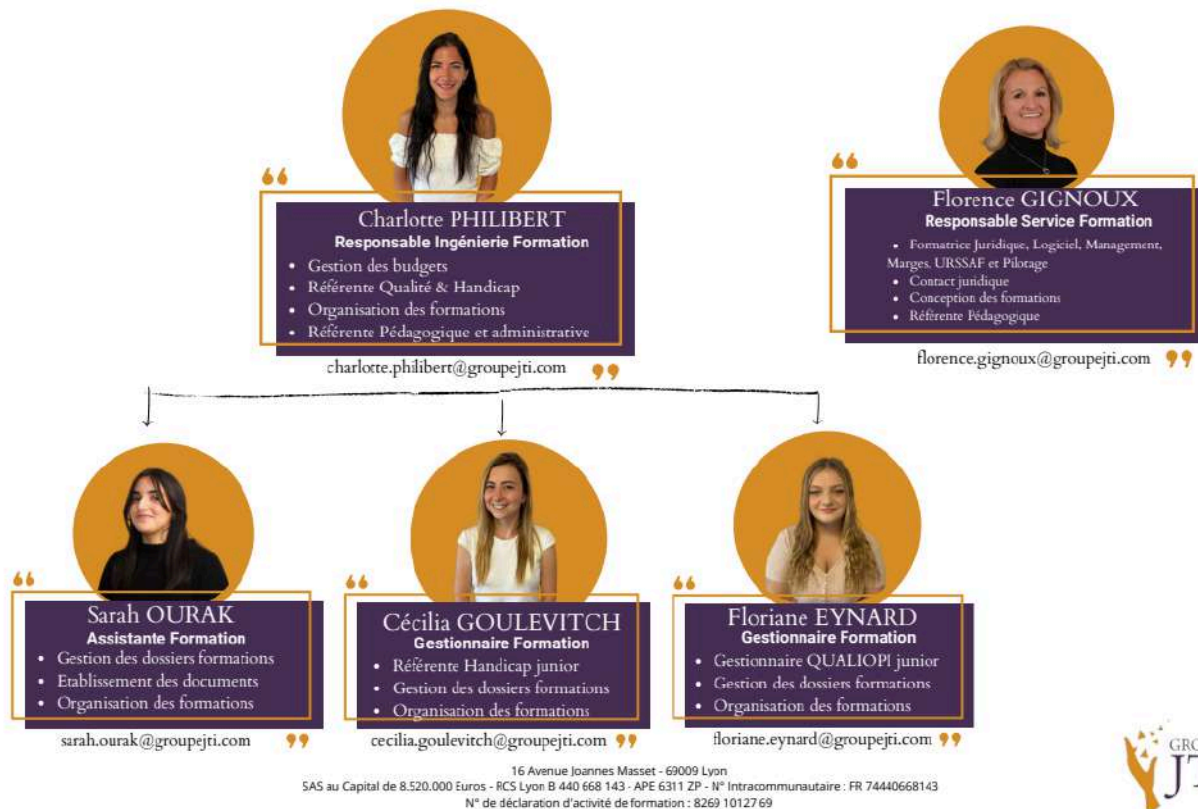 Charlotte PHILIBERT
Responsable Ingénierie Formation
• Gestion des budgets
• Référente Qualité & Handicap
• Organisation des formations
• Référente Pédagogique et administrative
charlotte.philibert@groupejti.com
Florence GIGNOUX
Responsable Service Formation
• Formatrice Juridique, Logiciel, Management,
Marges, URSSAF et Pilotage
• Contact juridique
• Conception des formations
• Référente Pédagogique
florence.gignoux@groupejti.com
Sarah OURAK
Assistante Formation
• Gestion des dossiers formations
• Etablissement des documents
• Organisation des formations
sarah.ourak@groupejti.com
Cécilia GOULEVITCH
Gestionnaire Formation
• Référente Handicap junior
• Gestion des dossiers formations
• Organisation des formations
cecilia.goulevitch@groupejti.com
Floriane EYNARD
Gestionnaire Formation
• Gestionnaire QUALIOPI junior
• Gestion des dossiers formations
• Organisation des formations
floriane.eynard@groupejti.com
16 Avenue Joannes Masset - 69009 Lyon
SAS au Capital de 8.520.000 Euros - RCS Lyon B 440 668 143 - APE 6311 ZP - N° Intracommunautaire : FR 74440668143
N° de déclaration d'activité de formation : 8269 10127 69